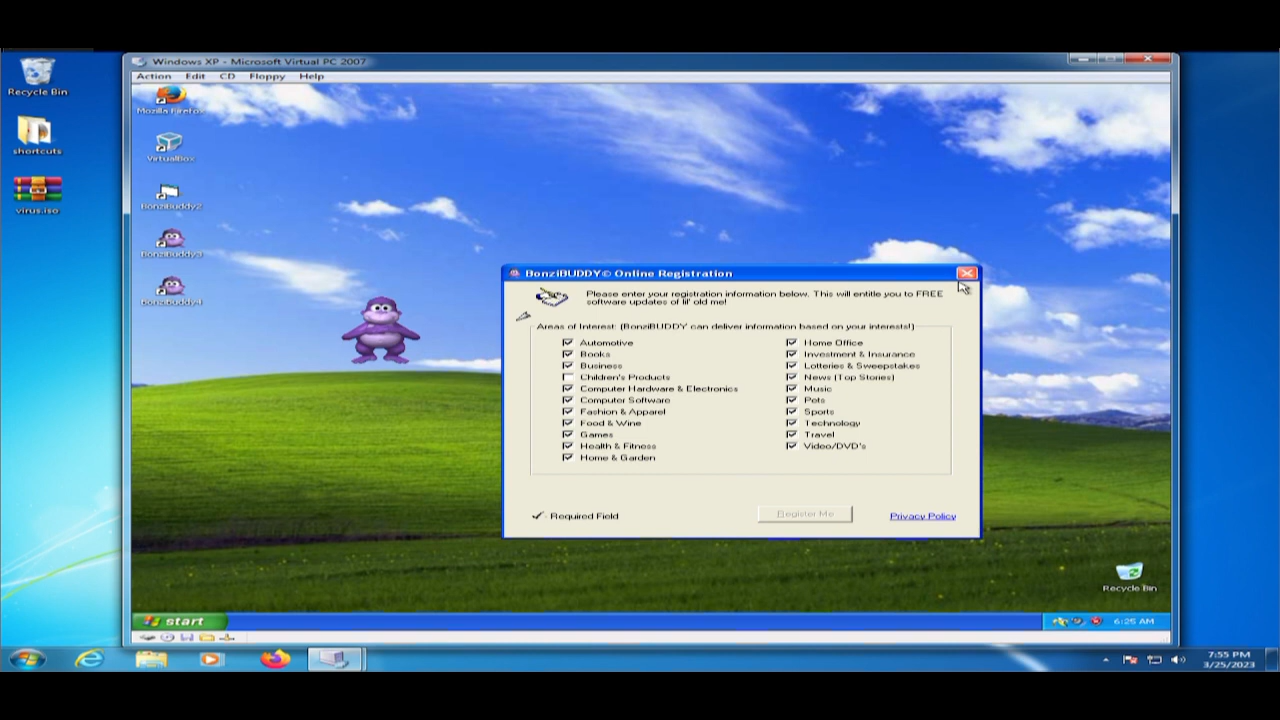 Windows XP - Microsoft Virtual PC 2007
Action Edit CD Floppy Help
Recycle Bin
shortcuts
virus.iso
Mozilla Firefox
VirtualBox
BonziBuddy2
Bonzibuddy3
bonzibuddy4
BonziBUDDY© Online Registration
Please enter your registration information below. This will entitle you to FREE
software updates of lil' old me!
Areas of Interest: (BonziBUDDY can deliver information based on your interests!)
Automotive
Books
Business
Children's Products
Computer Hardware & Electronics
Computer Software
Fashion & Apparel
Food & Wine
Games
Health & Fitness
Home & Garden
Home Office
Investment & Insurance
Lotteries & Sweepstakes
News (Top Stories)
Music
Pets
Sports
Technology
Travel
Video/DVD's
Required Field
Register Me
Privacy Policy
Recycle Bin
start
6:25 AM
7:55 PM
3/25/2023